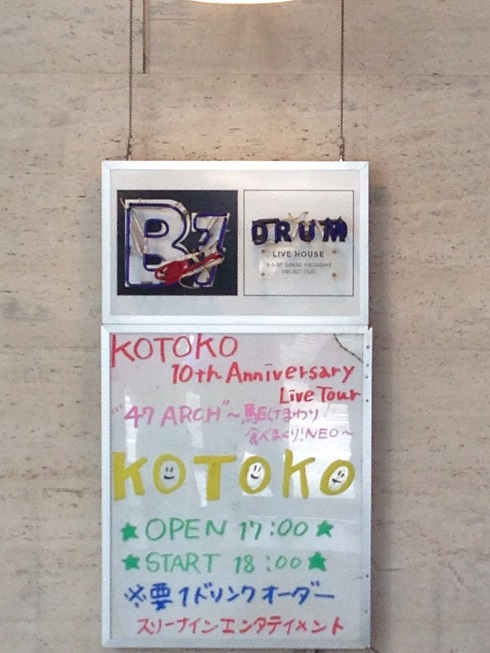 B7
DRUM
LIVE HOUSE
KOTOKO
10th Anniversary
Live Tour
"47 ARCH"～駆けまわり
食べまくり!NEO～
KOTOKO
★OPEN 17:00★
★START 18:00★
※要1ドリンクオーダー
スリーナインエンタテイメント